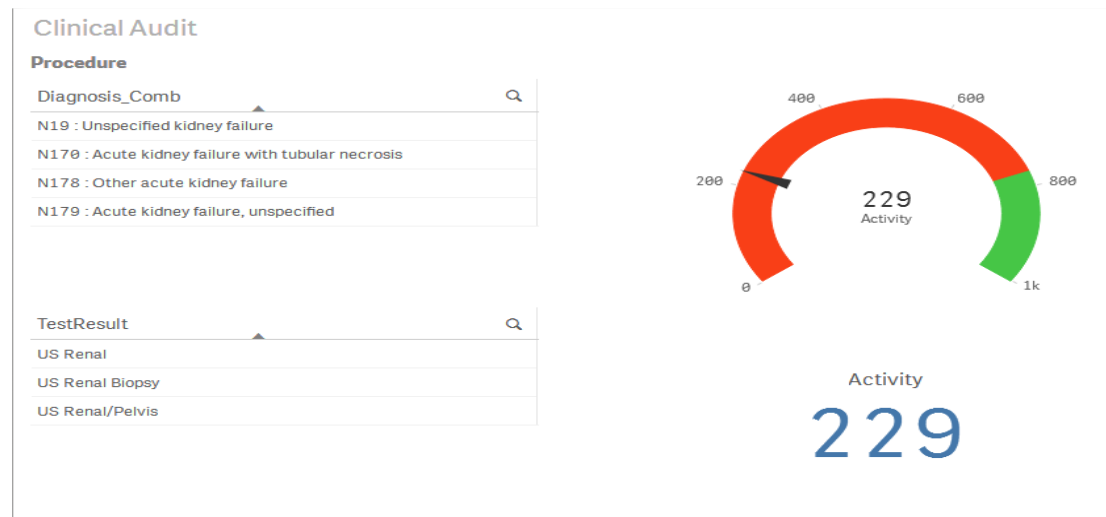 Clinical Audit
Procedure
Diagnosis_Comb
N19 : Unspecified kidney failure
N170 : Acute kidney failure with tubular necrosis
N178 : Other acute kidney failure
N179 : Acute kidney failure, unspecified
TestResult
US Renal
US Renal Biopsy
US Renal/Pelvis
400
600
200
800
229
Activity
0
1k
Activity
229